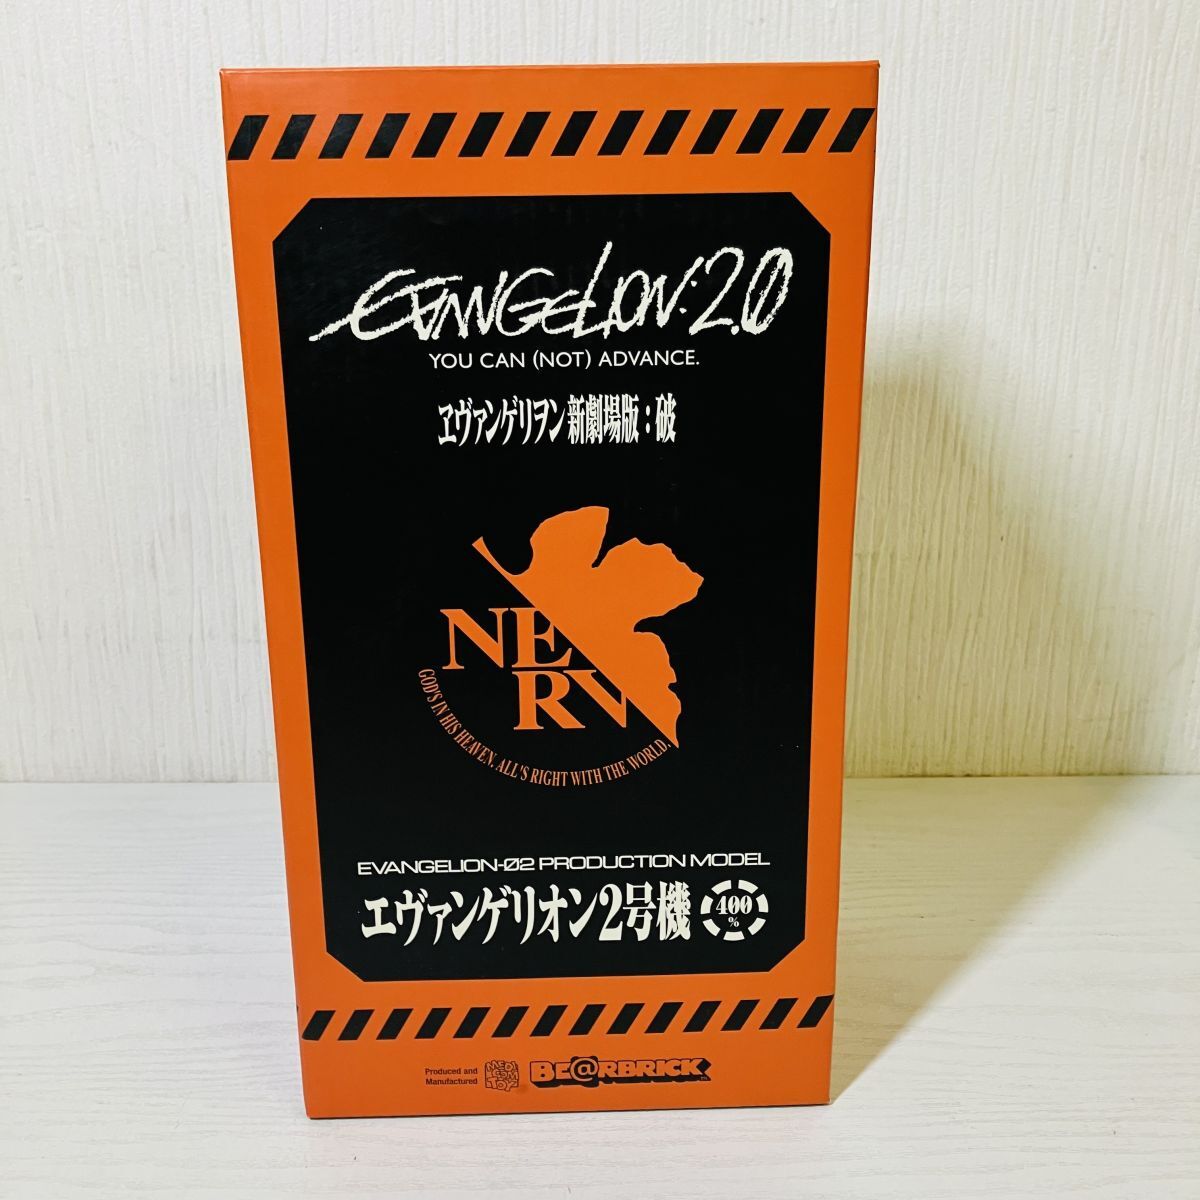 EVANGELION:2.0
YOU CAN (NOT) ADVANCE.
ヱヴァンゲリヲン新劇場版：破
NERV
GOD'S IN HIS HEAVEN. ALL'S RIGHT WITH THE WORLD.
EVANGELION-02 PRODUCTION MODEL
エヴァンゲリオン2号機 400%
Produced and
Manufactured
MEDICOM TOY
BE@RBRICK